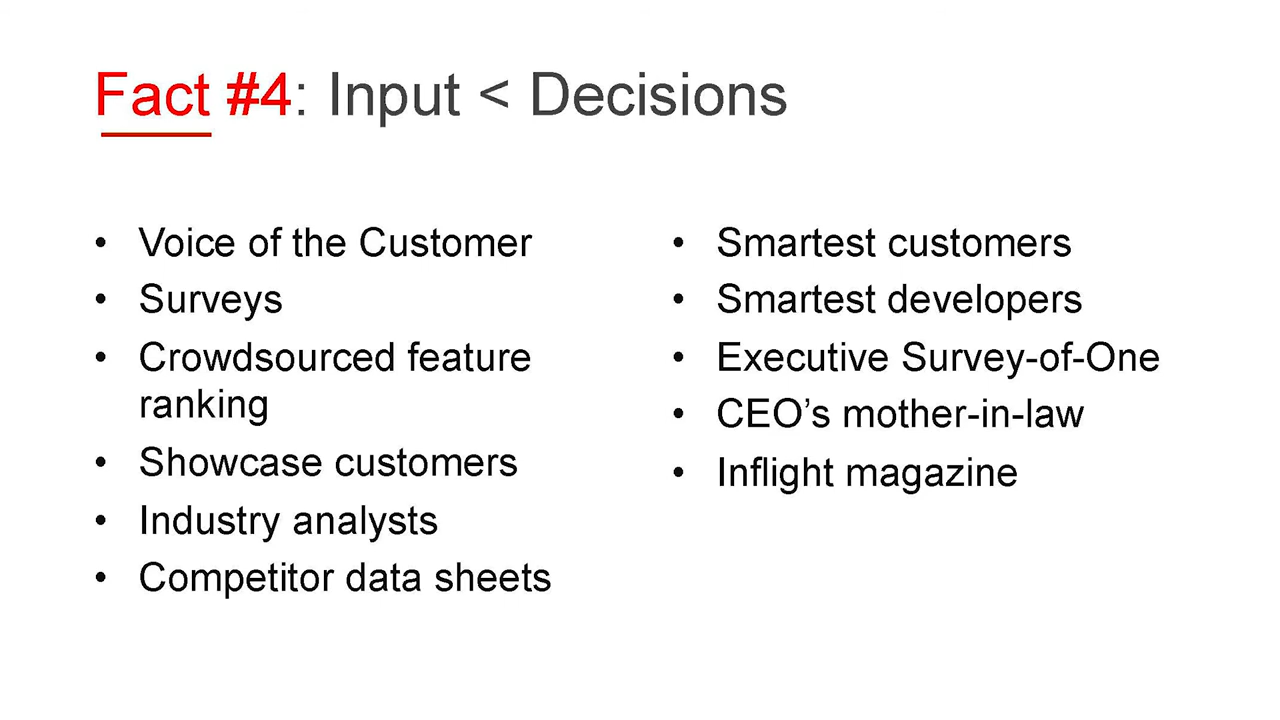 Fact #4: Input < Decisions
• Voice of the Customer
• Surveys
• Crowdsourced feature
ranking
• Showcase customers
• Industry analysts
• Competitor data sheets
• Smartest customers
• Smartest developers
• Executive Survey-of-One
• CEO’s mother-in-law
• Inflight magazine